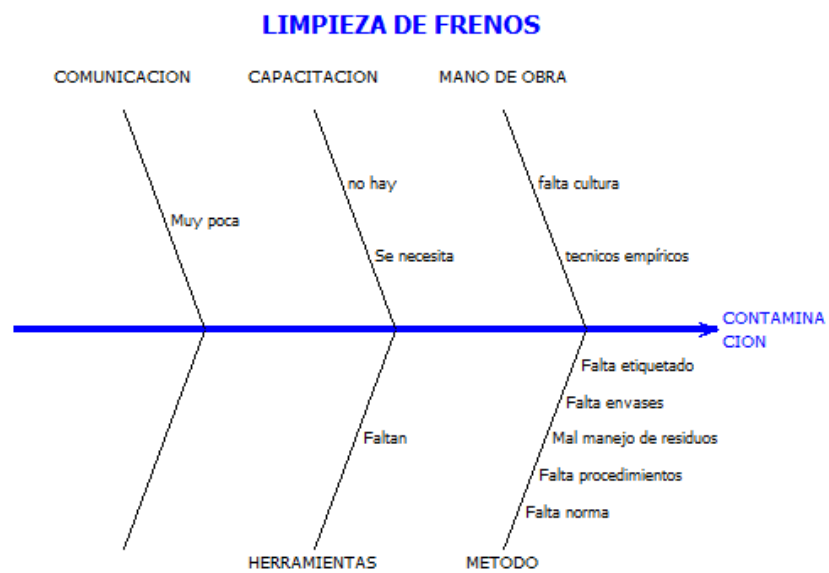 LIMPIEZA DE FRENOS
COMUNICACION
CAPACITACION
MANO DE OBRA
no hay
falta cultura
Muy poca
Se necesita
tecnicos empíricos
CONTAMINA
CION
Falta etiquetado
Falta envases
Faltan
Mal manejo de residuos
Falta procedimientos
Falta norma
HERRAMIENTAS
METODO